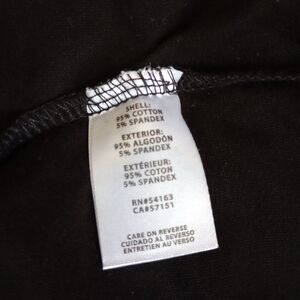 SHELL:
95% COTTON
5% SPANDEX
EXTERIOR:
95% ALGODÓN
5% SPANDEX
EXTÉRIEUR:
95% COTON
5% SPANDEX
RN#54163
CA#57151
CARE ON REVERSE
CUIDADO AL REVERSO
ENTRETIEN AU VERSO